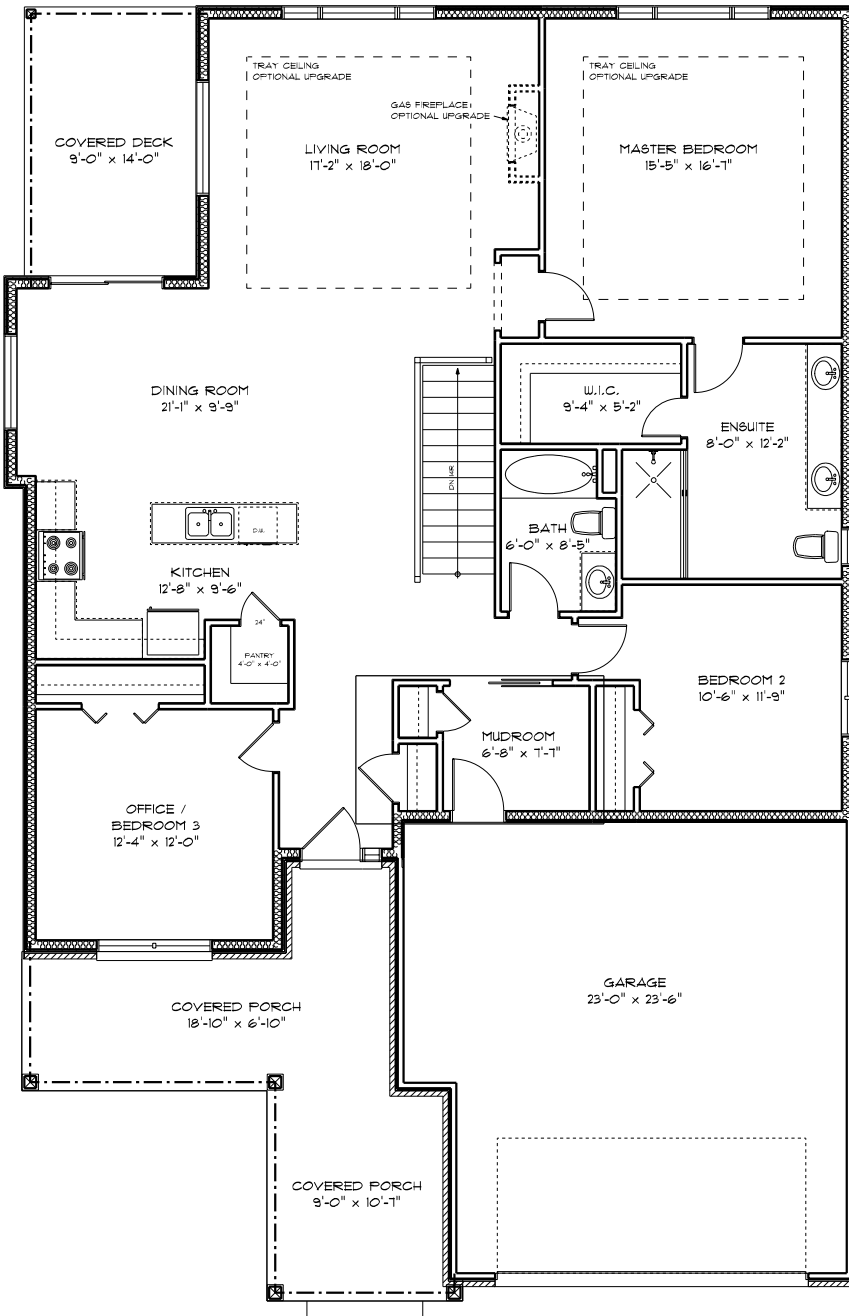 TRAY CEILING
OPTIONAL UPGRADE
TRAY CEILING
OPTIONAL UPGRADE
GAS FIREPLACE
OPTIONAL UPGRADE
COVERED DECK
9'-0" x 14'-0"
LIVING ROOM
17'-2" x 18'-0"
MASTER BEDROOM
15'-5" x 16'-7"
DINING ROOM
21'-1" x 9'-9"
W.I.C.
9'-4" x 5'-2"
ENSUITE
8'-0" x 12'-2"
DN 14R
D.W.
BATH
6'-0" x 8'-5"
KITCHEN
12'-8" x 9'-6"
24"
PANTRY
4'-0" x 4'-0"
BEDROOM 2
10'-6" x 11'-9"
MUDROOM
6'-8" x 7'-7"
OFFICE /
BEDROOM 3
12'-4" x 12'-0"
GARAGE
23'-0" x 23'-6"
COVERED PORCH
18'-10" x 6'-10"
COVERED PORCH
9'-0" x 10'-7"